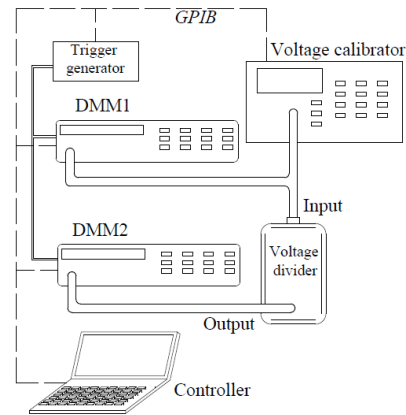 GPIB
Trigger
generator
Voltage calibrator
DMM1
Input
DMM2
Voltage
divider
Output
Controller